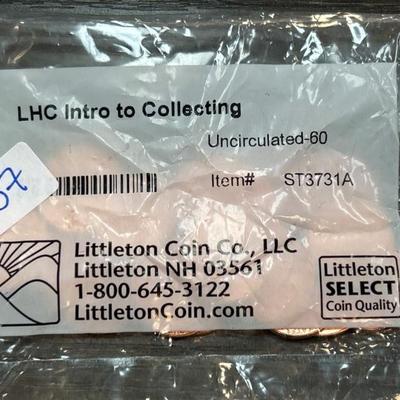 LHC Intro to Collecting
Uncirculated-60
Item# ST3731A
Littleton Coin Co., LLC
Littleton NH 03561
1-800-645-3122
LittletonCoin.com
Littleton
SELECT
Coin Quality